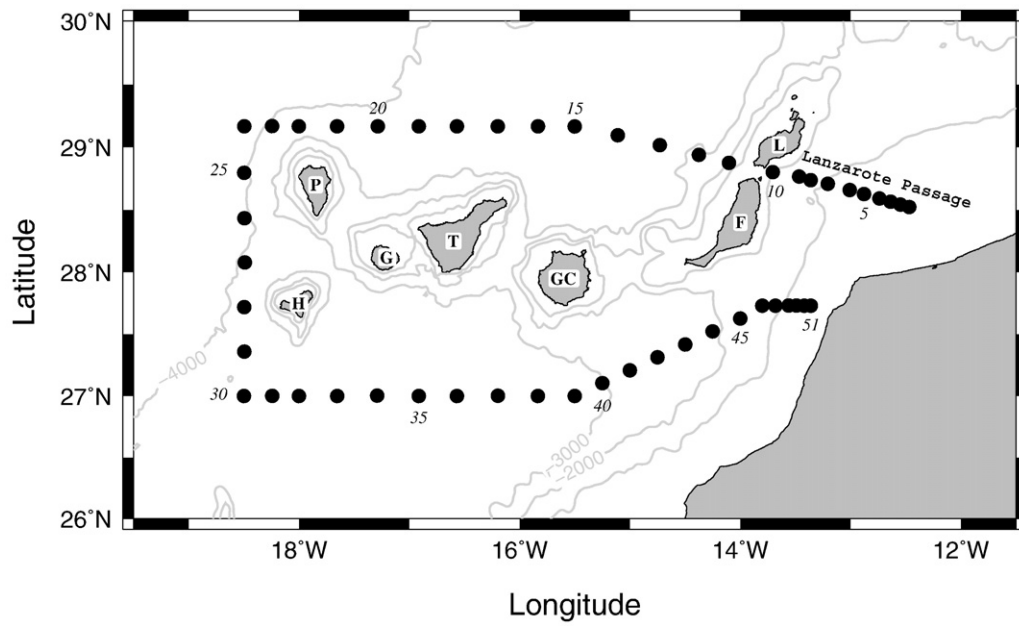 30˚N
29˚N
28˚N
27˚N
26˚N
Latitude
18˚W
16˚W
14˚W
12˚W
Longitude
20
15
25
10
5
30
35
40
45
51
P
G
T
H
GC
F
L
Lanzarote Passage
-4000
-3000
-2000